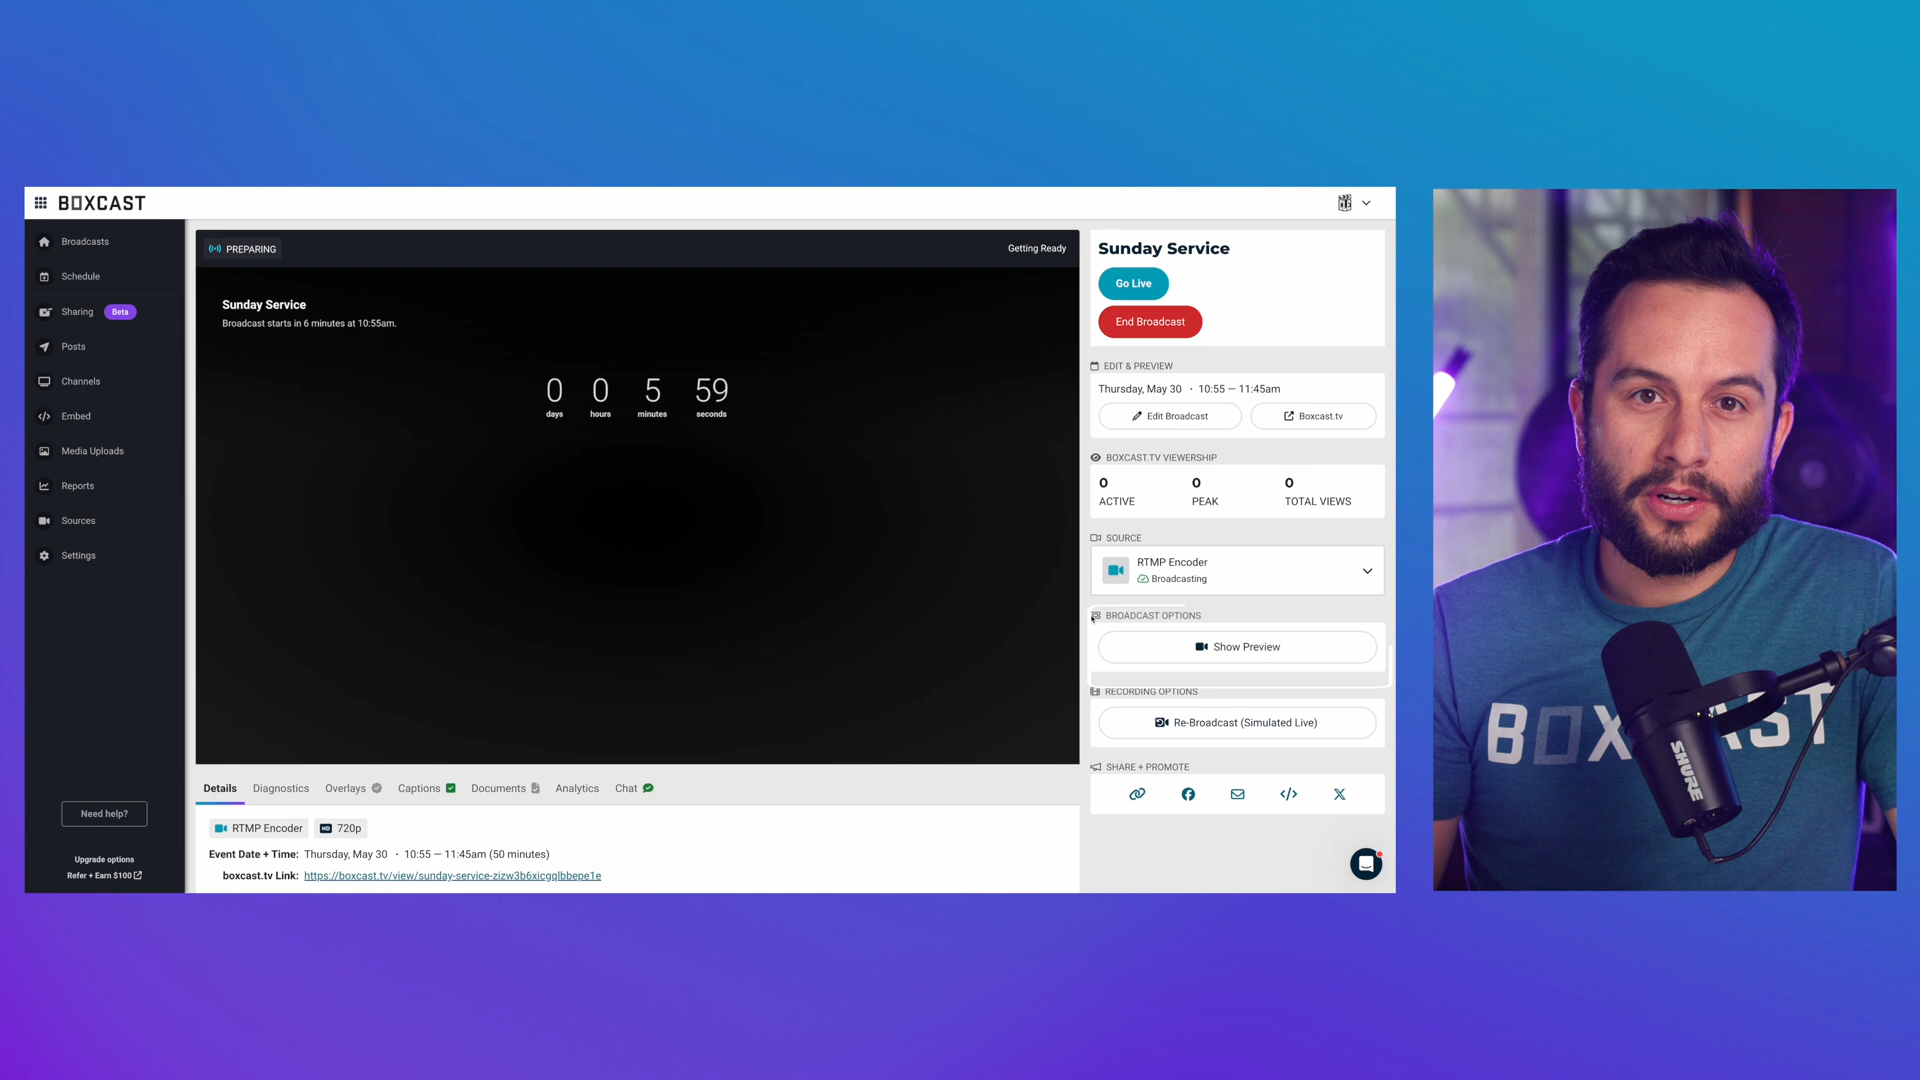 BOXCAST
Broadcasts
Schedule
Sharing Beta
Posts
Channels
Embed
Media Uploads
Reports
Sources
Settings
Need help?
Upgrade options
Refer + Earn $100
PREPARING
Getting Ready
Sunday Service
Broadcast starts in 6 minutes at 10:55am.
0 0 5 59
days hours minutes seconds
Details Diagnostics Overlays Captions Documents Analytics Chat
RTMP Encoder HD 720p
Event Date + Time: Thursday, May 30 · 10:55 — 11:45am (50 minutes)
boxcast.tv Link: https://boxcast.tv/view/sunday-service-zizw3b6xicgqlbbepe1e
Sunday Service
Go Live
End Broadcast
EDIT & PREVIEW
Thursday, May 30 · 10:55 — 11:45am
Edit Broadcast Boxcast.tv
BOXCAST.TV VIEWERSHIP
0 0 0
ACTIVE PEAK TOTAL VIEWS
SOURCE
RTMP Encoder
Broadcasting
BROADCAST OPTIONS
Show Preview
RECORDING OPTIONS
Re-Broadcast (Simulated Live)
SHARE + PROMOTE
BOXCAST
SHURE